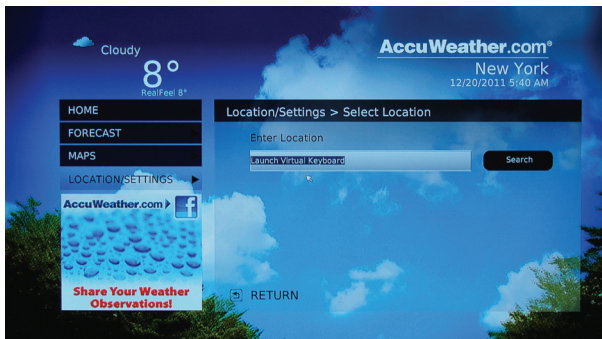 Cloudy
8°
RealFeel 8°
AccuWeather.com®
New York
12/20/2011 5:40 AM
HOME
FORECAST
MAPS
LOCATION/SETTINGS
AccuWeather.com
f
Share Your Weather
Observations!
Location/Settings > Select Location
Enter Location
Launch Virtual Keyboard
Search
RETURN